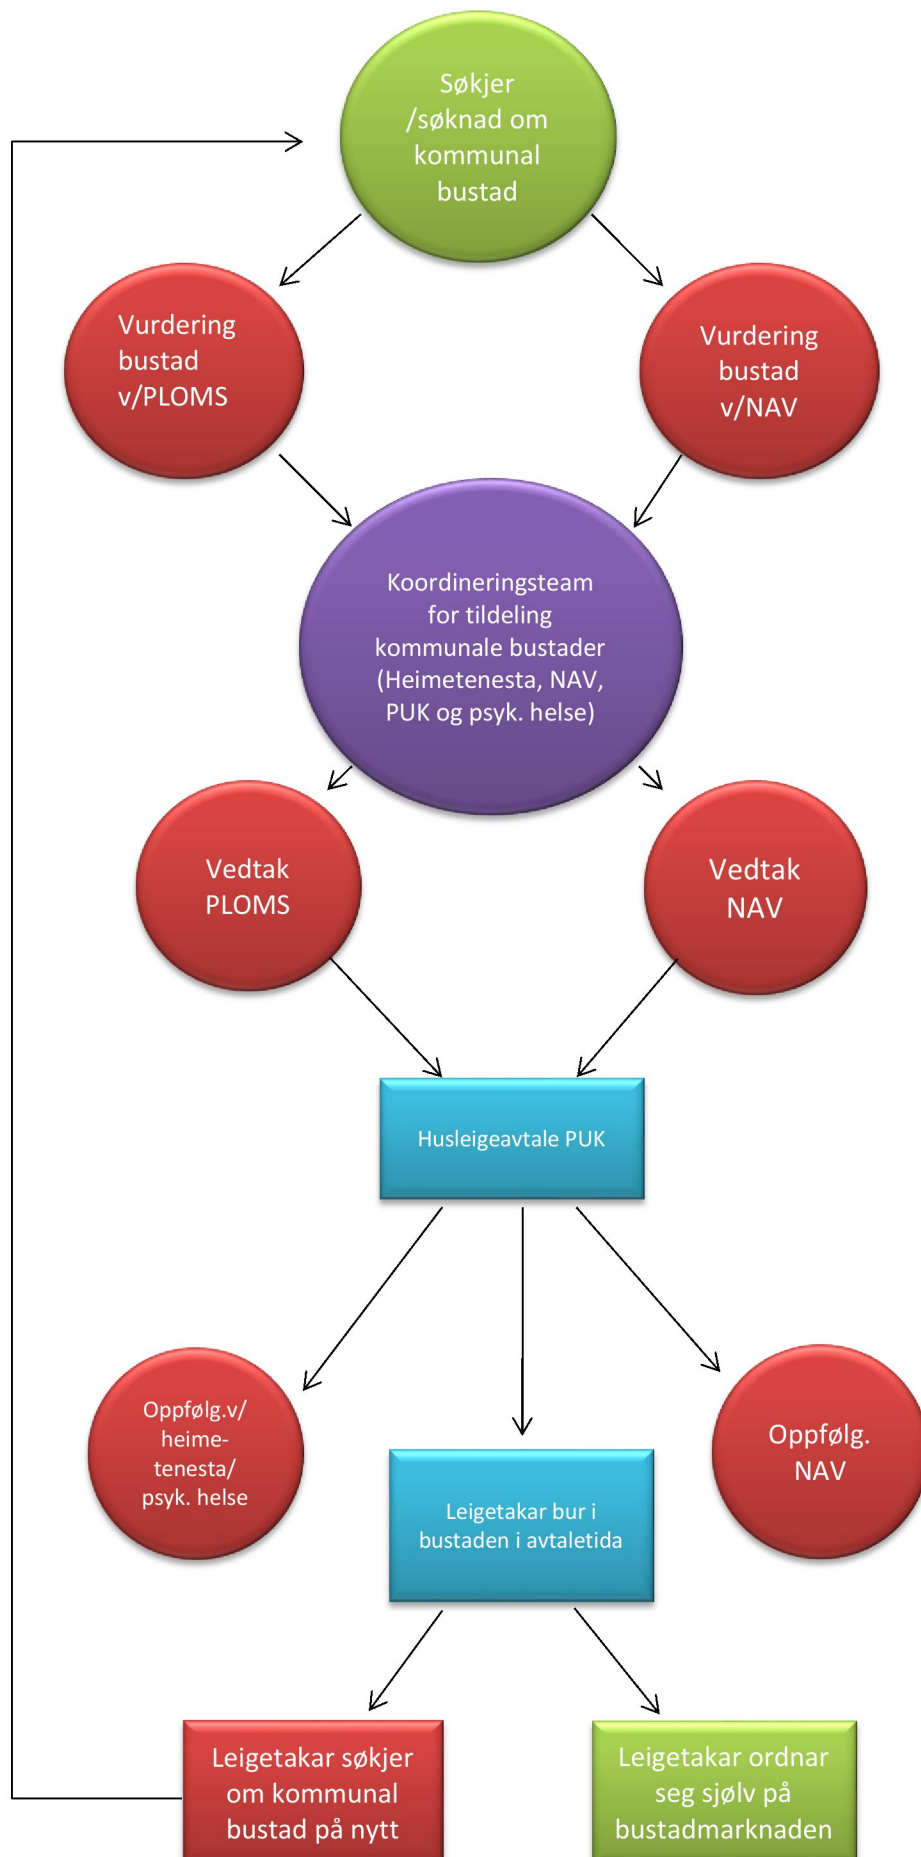 Søkjer
/søknad om
kommunal
bustad
Vurdering
bustad
v/PLOMS
Vurdering
bustad
v/NAV
Koordineringsteam
for tildeling
kommunale bustader
(Heimetenesta, NAV,
PUK og psyk. helse)
Vedtak
PLOMS
Vedtak
NAV
Husleigeavtale PUK
Oppfølg.v/
heime-
tenesta/
psyk. helse
Leigetakar bur i
bustaden i avtaletida
Oppfølg.
NAV
Leigetakar søkjer
om kommunal
bustad på nytt
Leigetakar ordnar
seg sjølv på
bustadmarknaden